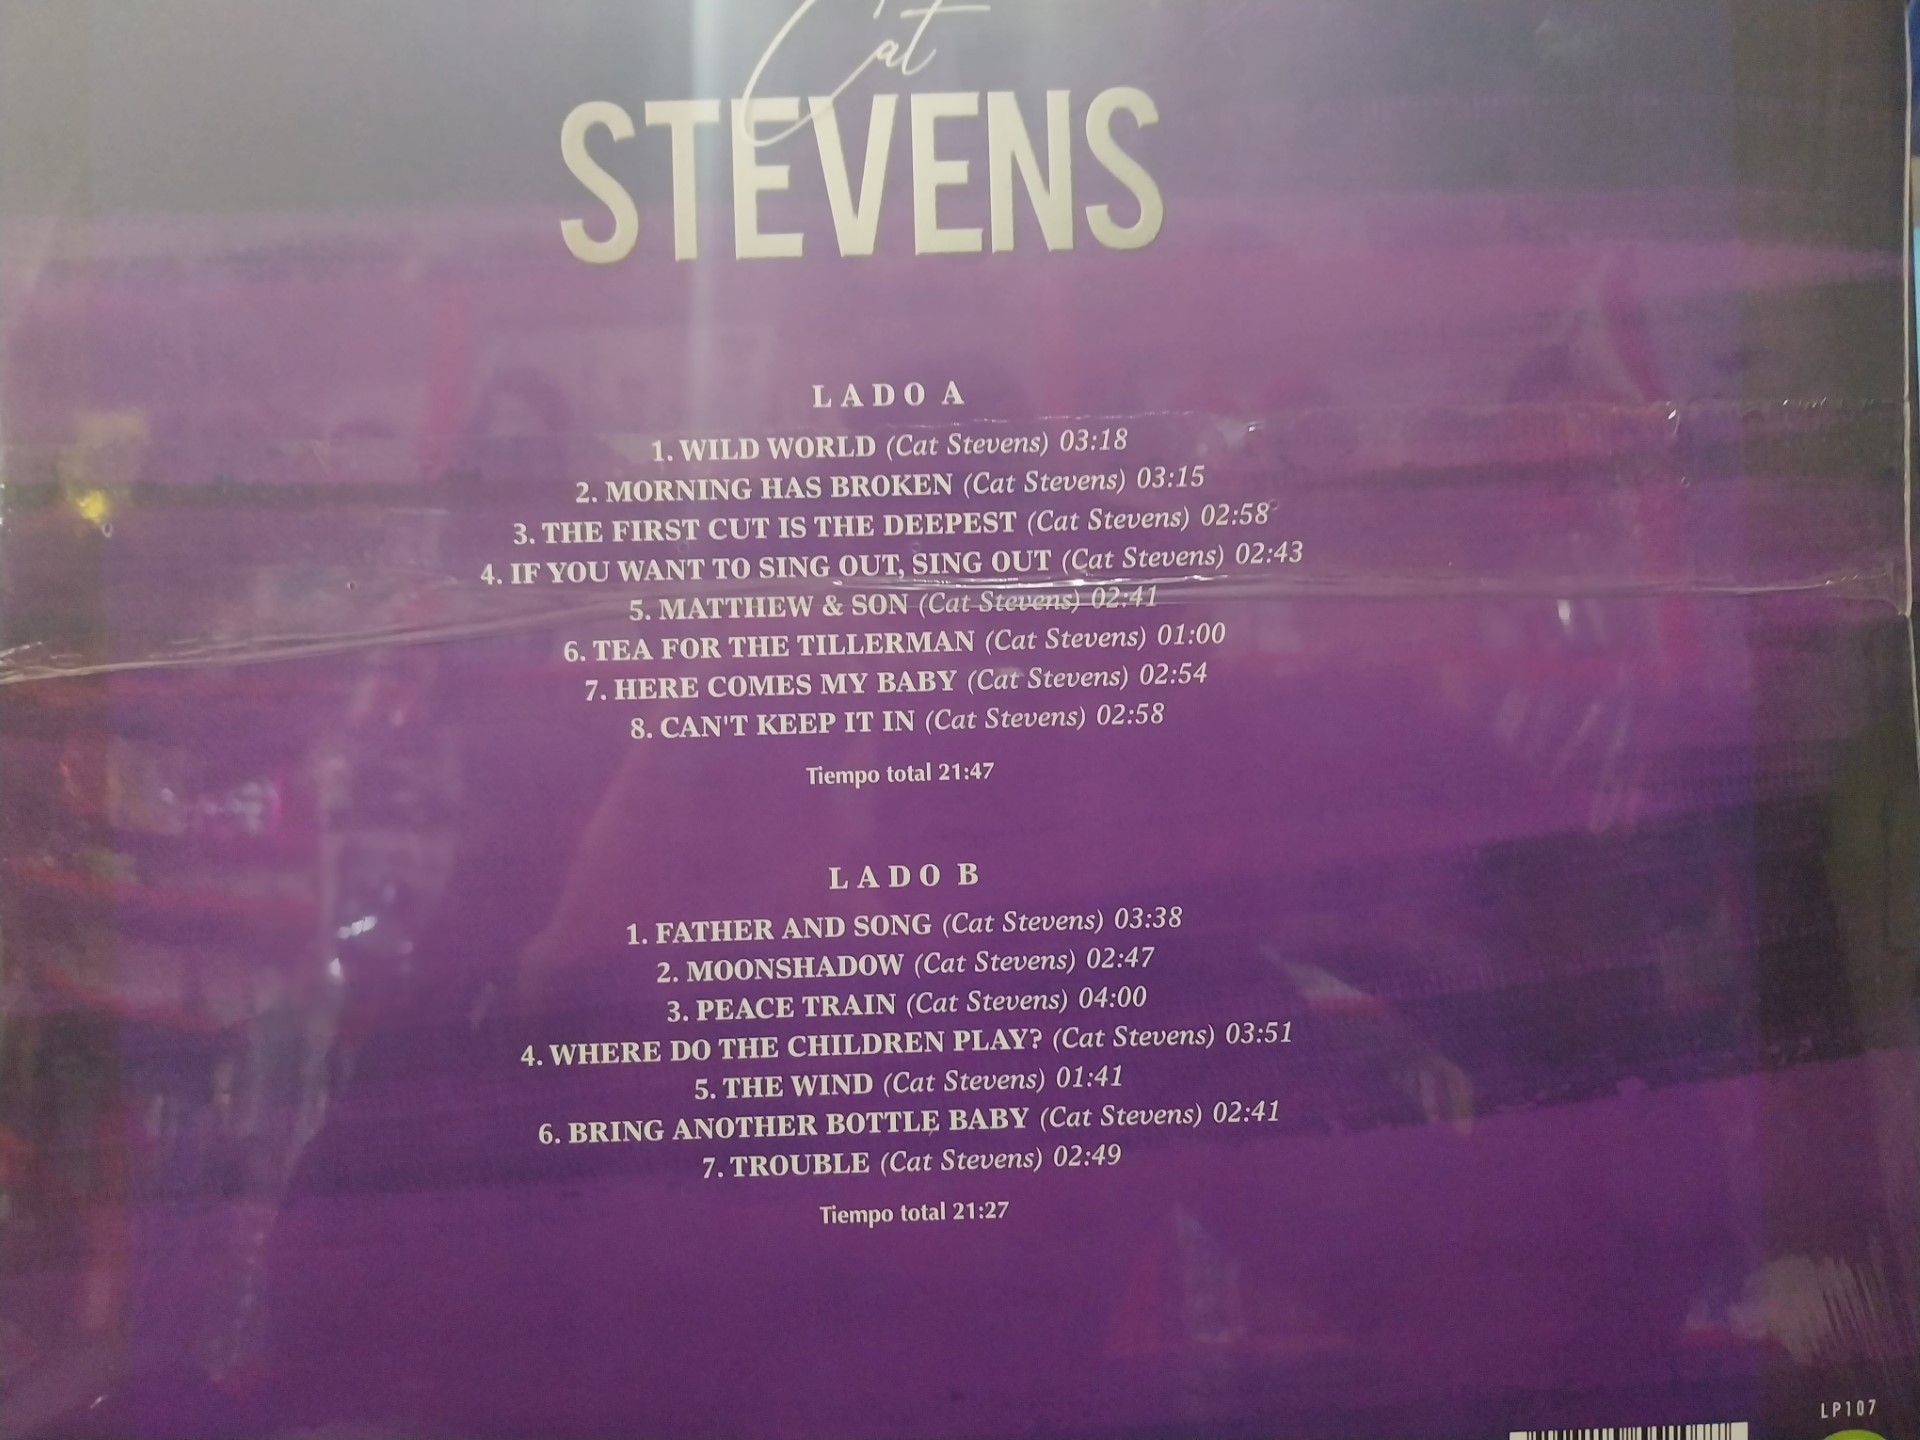 Cat
STEVENS
LADO A
1. WILD WORLD (Cat Stevens) 03:18
2. MORNING HAS BROKEN (Cat Stevens) 03:15
3. THE FIRST CUT IS THE DEEPEST (Cat Stevens) 02:58
4. IF YOU WANT TO SING OUT, SING OUT (Cat Stevens) 02:43
5. MATTHEW & SON (Cat Stevens) 02:41
6. TEA FOR THE TILLERMAN (Cat Stevens) 01:00
7. HERE COMES MY BABY (Cat Stevens) 02:54
8. CAN'T KEEP IT IN (Cat Stevens) 02:58
Tiempo total 21:47
LADO B
1. FATHER AND SONG (Cat Stevens) 03:38
2. MOONSHADOW (Cat Stevens) 02:47
3. PEACE TRAIN (Cat Stevens) 04:00
4. WHERE DO THE CHILDREN PLAY? (Cat Stevens) 03:51
5. THE WIND (Cat Stevens) 01:41
6. BRING ANOTHER BOTTLE BABY (Cat Stevens) 02:41
7. TROUBLE (Cat Stevens) 02:49
Tiempo total 21:27
LP107